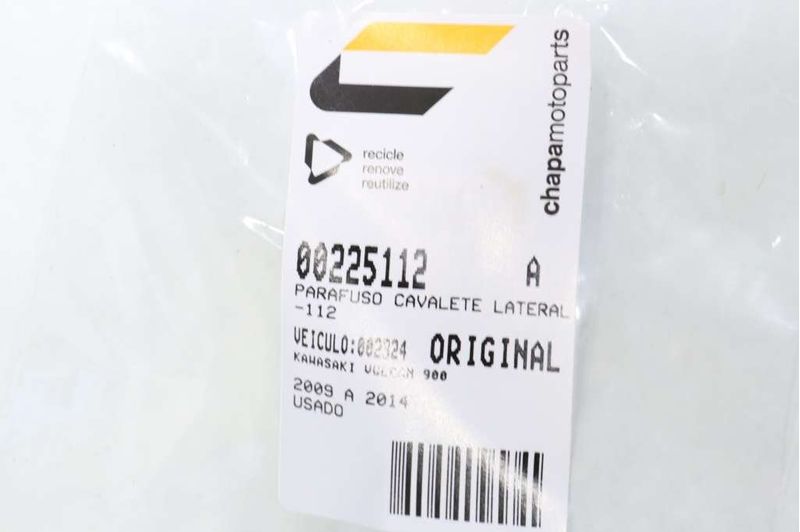 chapamotoparts
recicle
renove
reutilize
00225112 A
PARAFUSO CAVALETE LATERAL
-112
VEICULO:002324 ORIGINAL
KAWASAKI VULCAN 900
2009 A 2014
USADO